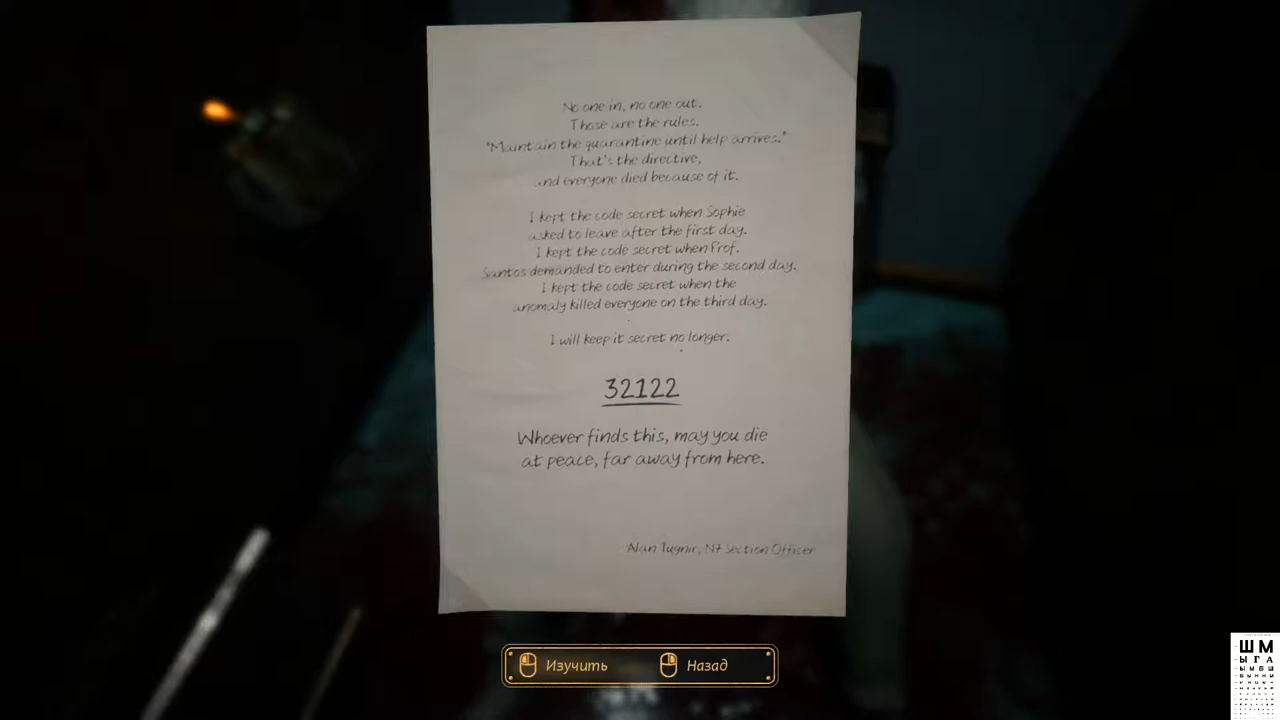 No one in, no one out.
Those are the rules.
"Maintain the quarantine until help arrives."
That's the directive,
and everyone died because of it.
I kept the code secret when Sophie
asked to leave after the first day.
I kept the code secret when Prof.
Santos demanded to enter during the second day.
I kept the code secret when the
anomaly killed everyone on the third day.
I will keep it secret no longer.
32122
Whoever finds this, may you die
at peace, far away from here.
Alan Tugnir, N7 Section Officer
Изучить Назад
Ш М
Ы Г А
Ы М Б Ш
Б Ы Н К И